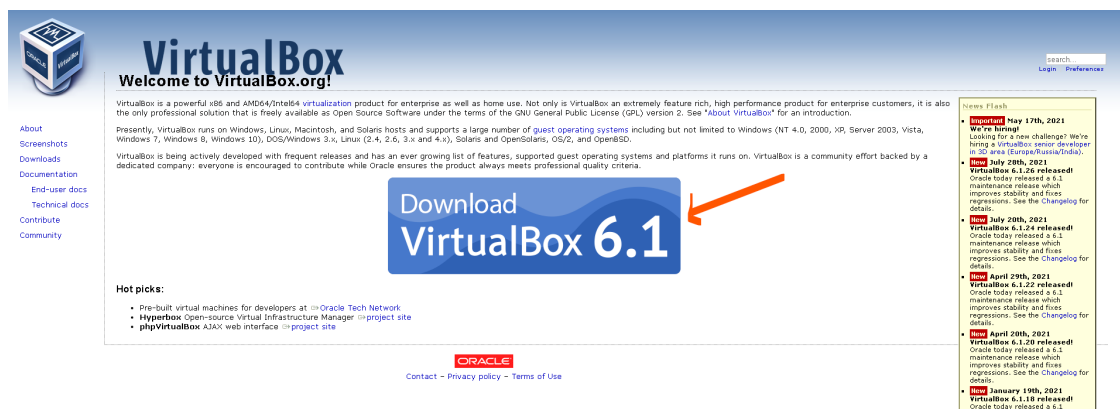 VirtualBox
search...
Login Preferences
Welcome to VirtualBox.org!
VirtualBox is a powerful x86 and AMD64/Intel64 virtualization product for enterprise as well as home use. Not only is VirtualBox an extremely feature rich, high performance product for enterprise customers, it is also
the only professional solution that is freely available as Open Source Software under the terms of the GNU General Public License (GPL) version 2. See "About VirtualBox" for an introduction.
Presently, VirtualBox runs on Windows, Linux, Macintosh, and Solaris hosts and supports a large number of guest operating systems including but not limited to Windows (NT 4.0, 2000, XP, Server 2003, Vista,
Windows 7, Windows 8, Windows 10), DOS/Windows 3.x, Linux (2.4, 2.6, 3.x and 4.x), Solaris and OpenSolaris, OS/2, and OpenBSD.
VirtualBox is being actively developed with frequent releases and has an ever growing list of features, supported guest operating systems and platforms it runs on. VirtualBox is a community effort backed by a
dedicated company: everyone is encouraged to contribute while Oracle ensures the product always meets professional quality criteria.
About
Screenshots
Downloads
Documentation
End-user docs
Technical docs
Contribute
Community
Download
VirtualBox 6.1
Hot picks:
Pre-built virtual machines for developers at Oracle Tech Network
Hyperbox Open-source Virtual Infrastructure Manager project site
phpVirtualBox AJAX web interface project site
ORACLE
Contact – Privacy policy – Terms of Use
News Flash
Important May 17th, 2021
We're hiring!
Looking for a new challenge? We're
hiring a VirtualBox senior developer
in 3D area (Europe/Russia/India).
New July 28th, 2021
VirtualBox 6.1.26 released!
Oracle today released a 6.1
maintenance release which
improves stability and fixes
regressions. See the Changelog for
details.
New July 20th, 2021
VirtualBox 6.1.24 released!
Oracle today released a 6.1
maintenance release which
improves stability and fixes
regressions. See the Changelog for
details.
New April 29th, 2021
VirtualBox 6.1.22 released!
Oracle today released a 6.1
maintenance release which
improves stability and fixes
regressions. See the Changelog for
details.
New April 20th, 2021
VirtualBox 6.1.20 released!
Oracle today released a 6.1
maintenance release which
improves stability and fixes
regressions. See the Changelog for
details.
New January 19th, 2021
VirtualBox 6.1.18 released!
Oracle today released a 6.1